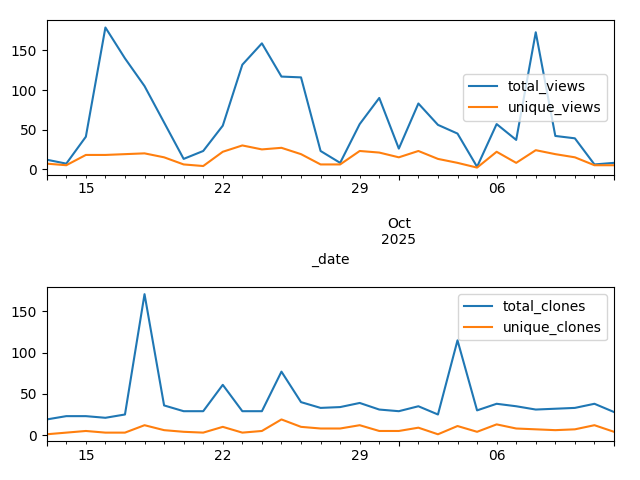 150
100
50
0
total_views
unique_views
15 22 29 06
Oct
2025
_date
150
100
50
0
total_clones
unique_clones
15 22 29 06